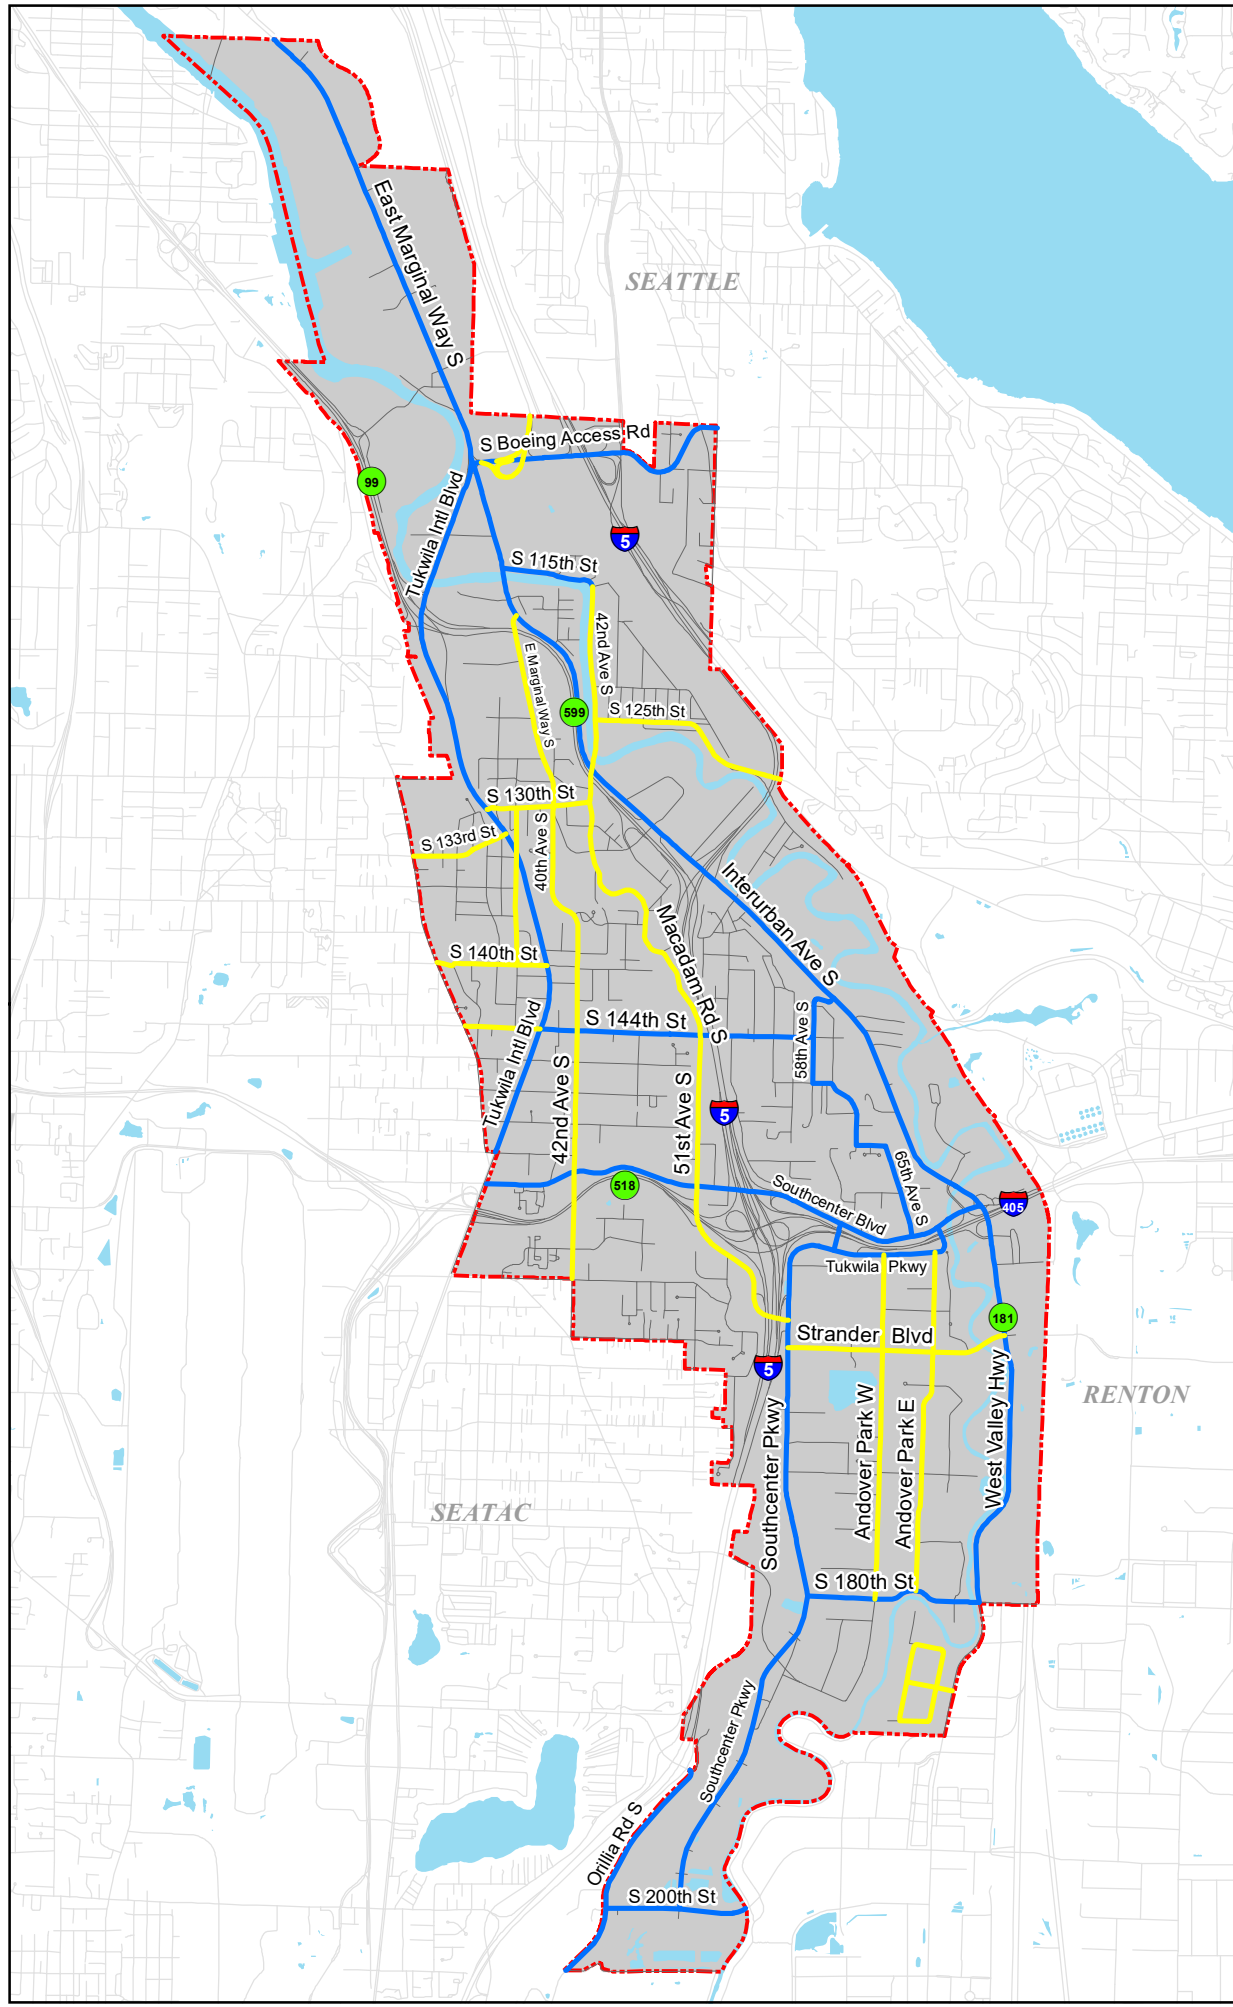 East Marginal Way S
SEATTLE
S Boeing Access Rd
99
Tukwila Intl Blvd
5
S 115th St
42nd Ave S
E Marginal Way S
599
S 125th St
S 130th St
S 133rd St
40th Ave S
Interurban Ave S
Macadam Rd S
S 140th St
Tukwila Intl Blvd
S 144th St
58th Ave S
42nd Ave S
51st Ave S
5
65th Ave S
518
Southcenter Blvd
405
Tukwila Pkwy
181
Strander Blvd
5
RENTON
West Valley Hwy
Southcenter Pkwy
Andover Park W
Andover Park E
SEATAC
S 180th St
Southcenter Pkwy
Orillia Rd S
S 200th St